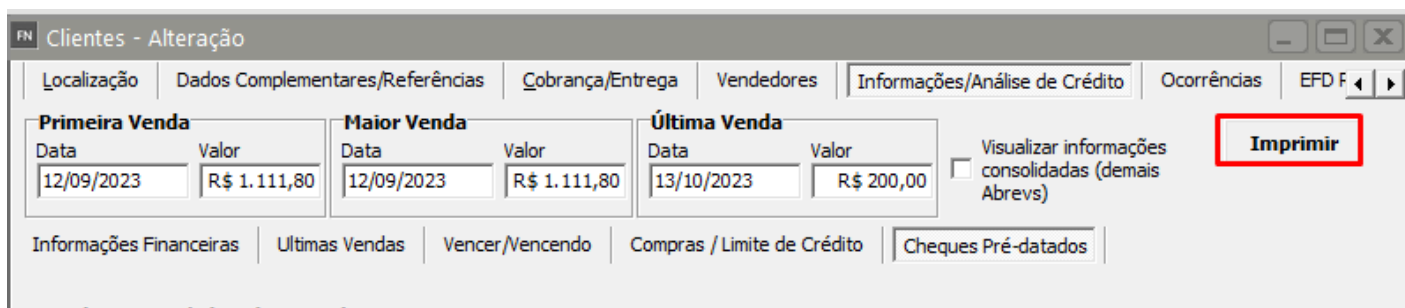 FN Clientes - Alteração
Localização Dados Complementares/Referências Cobrança/Entrega Vendedores Informações/Análise de Crédito Ocorrências EFD
Primeira Venda Maior Venda Última Venda
Data Valor Data Valor Data Valor
12/09/2023 R$ 1.111,80 12/09/2023 R$ 1.111,80 13/10/2023 R$ 200,00
Visualizar informações
consolidadas (demais
Abrevs)
Imprimir
Informações Financeiras Ultimas Vendas Vencer/Vencendo Compras / Limite de Crédito Cheques Pré-datados